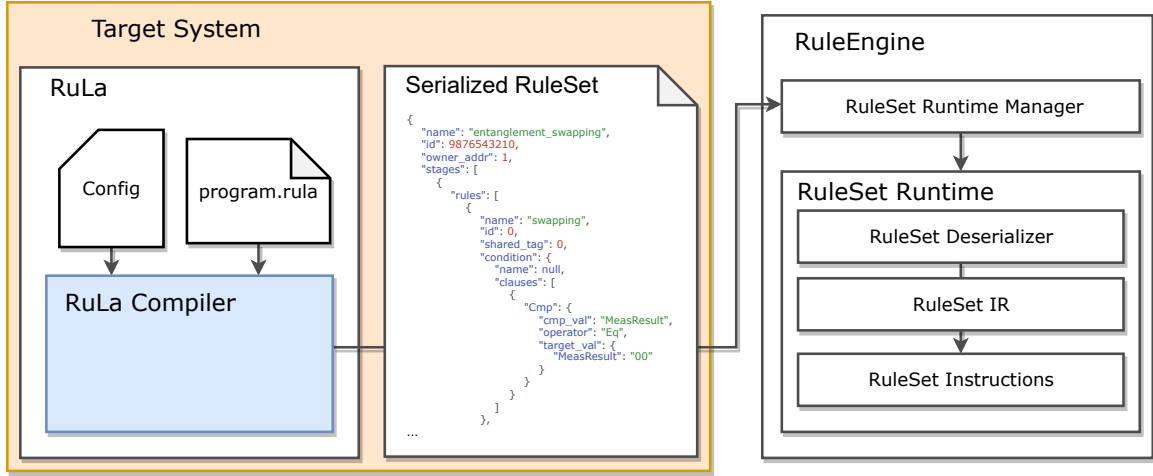 Target System
RuLa
Config
program.rula
RuLa Compiler
Serialized RuleSet
{
"name": "entanglement_swapping",
"id": 9876543210,
"owner_addr": 1,
"stages": [
{
"rules": [
{
"name": "swapping",
"id": 0,
"shared_tag": 0,
"condition": {
"name": null,
"clauses": [
{
"Cmp": {
"cmp_val": "MeasResult",
"operator": "Eq",
"target_val": {
"MeasResult": "00"
}
}
}
]
},
...
RuleEngine
RuleSet Runtime Manager
RuleSet Runtime
RuleSet Deserializer
RuleSet IR
RuleSet Instructions